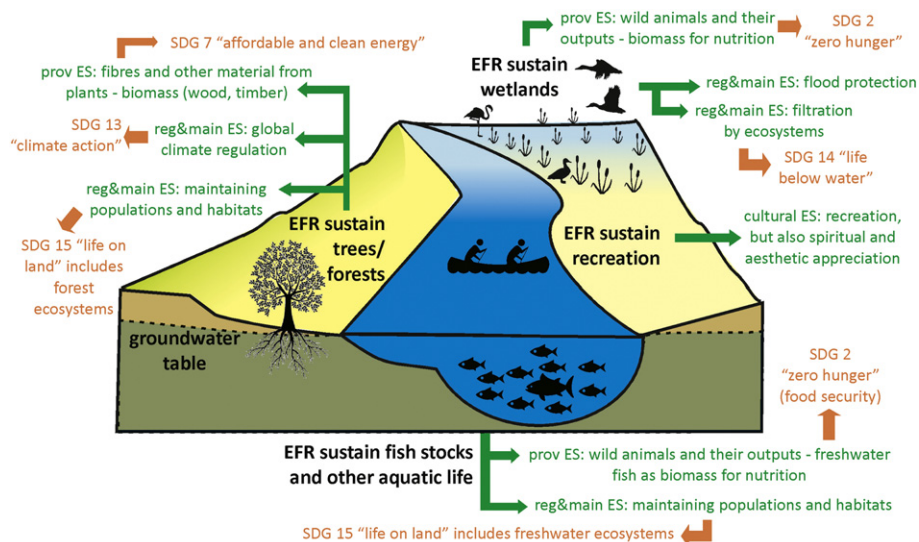 SDG 7 “affordable and clean energy”
prov ES: fibres and other material from
plants - biomass (wood, timber)
SDG 13
“climate action”
reg&main ES: global
climate regulation
reg&main ES: maintaining
populations and habitats
SDG 15 “life on
land” includes
forest
ecosystems
EFR sustain
trees/
forests
groundwater
table
EFR sustain
wetlands
prov ES: wild animals and their
outputs - biomass for nutrition
SDG 2
“zero hunger”
reg&main ES: flood protection
reg&main ES: filtration
by ecosystems
SDG 14 “life
below water”
EFR sustain
recreation
cultural ES: recreation,
but also spiritual and
aesthetic appreciation
SDG 2
“zero hunger”
(food security)
EFR sustain fish stocks
and other aquatic life
prov ES: wild animals and their outputs - freshwater
fish as biomass for nutrition
reg&main ES: maintaining populations and habitats
SDG 15 “life on land” includes freshwater ecosystems